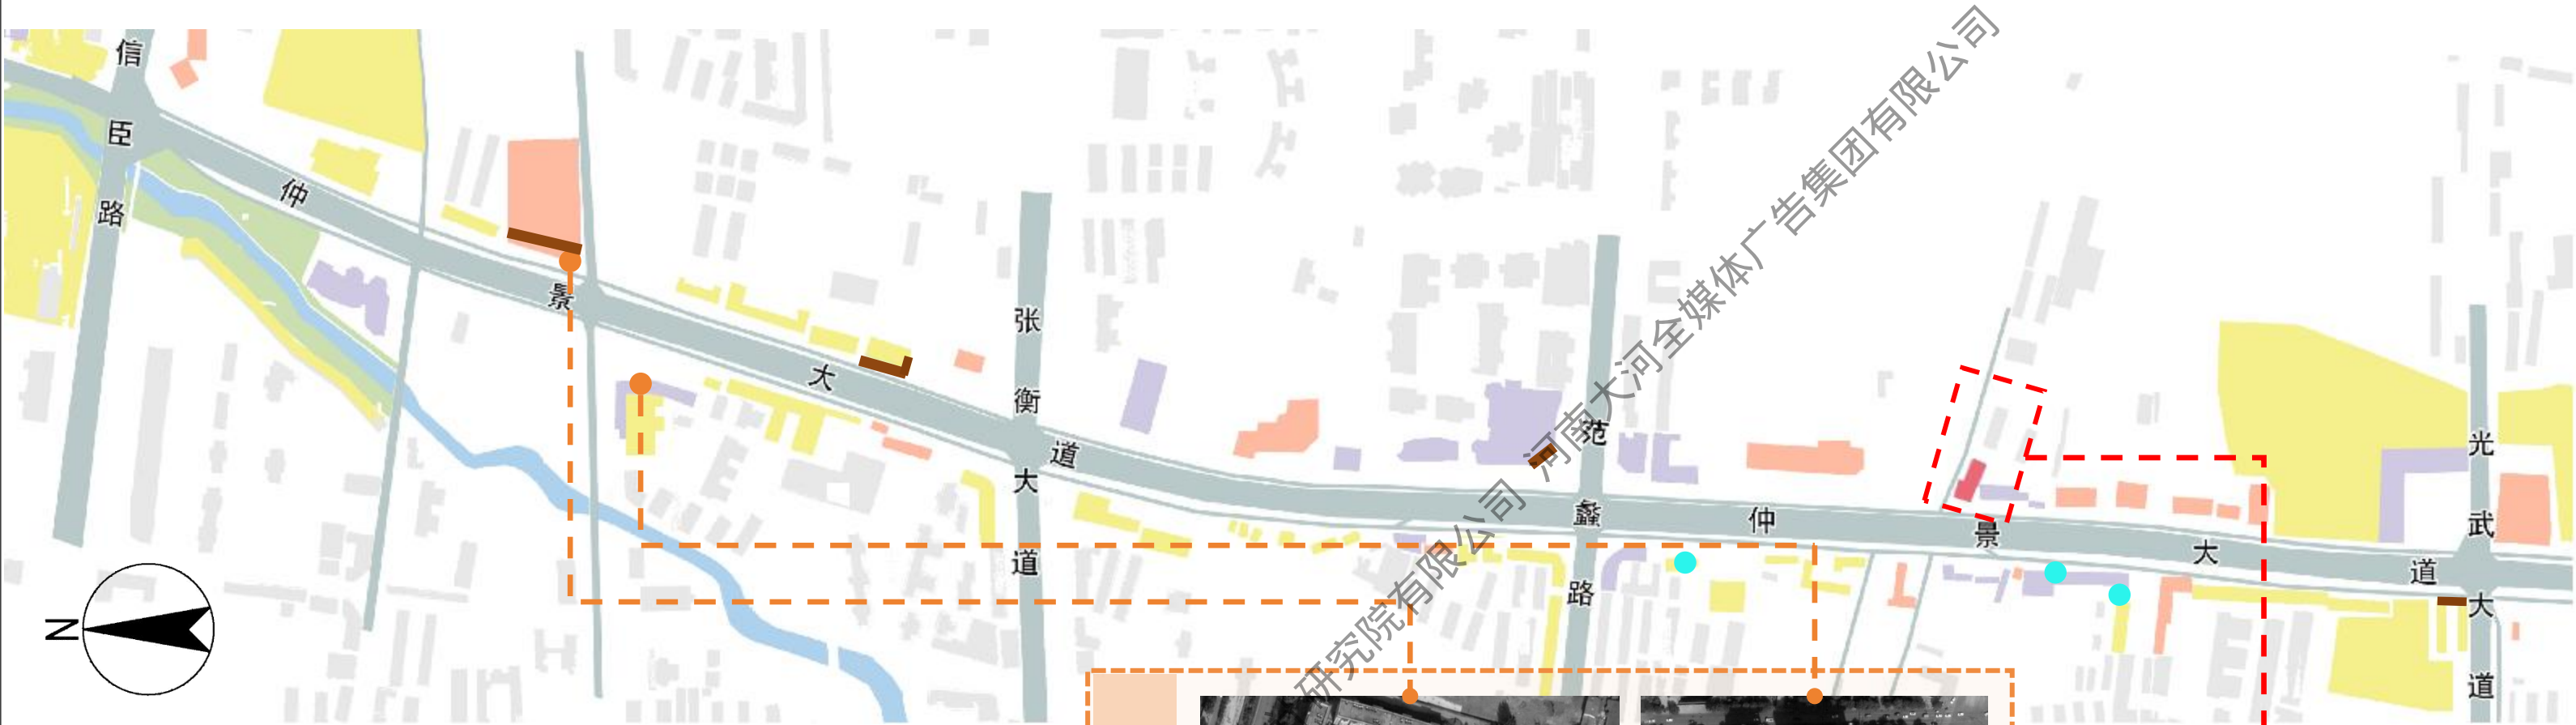 信臣路
仲景大道
张衡大道
范蠡路
仲景大道
光武大道
N
研究院有限公司 河南大河全媒体广告集团有限公司